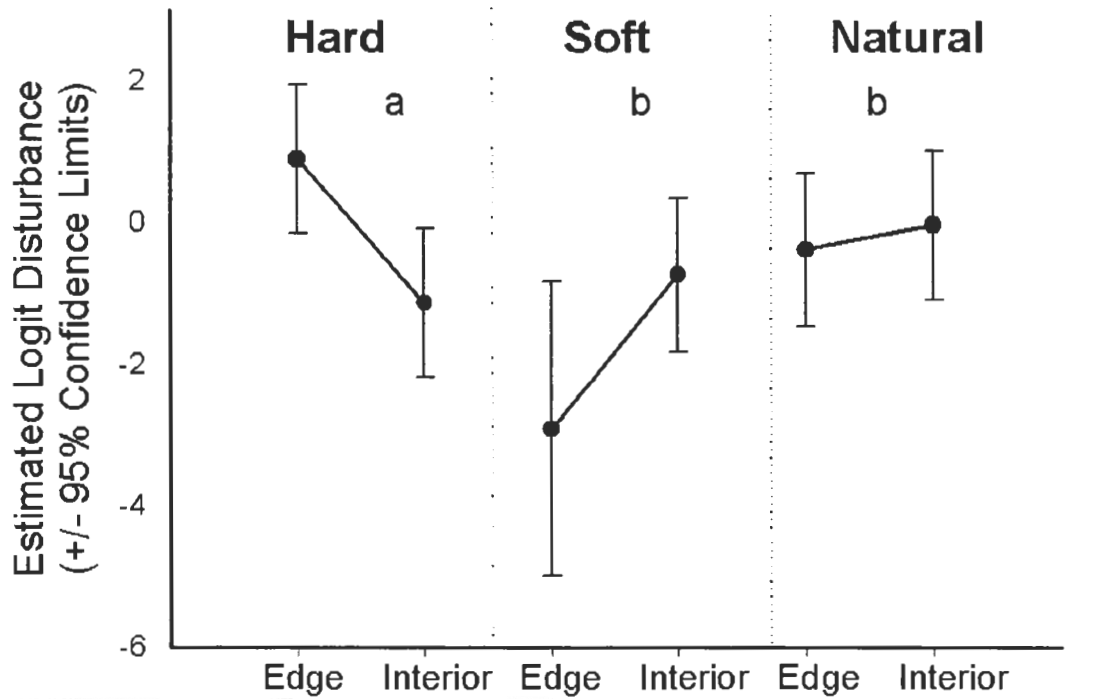 Hard Soft Natural
a b b
Estimated Logit Disturbance
(+/- 95% Confidence Limits)
2
0
-2
-4
-6
Edge Interior Edge Interior Edge Interior